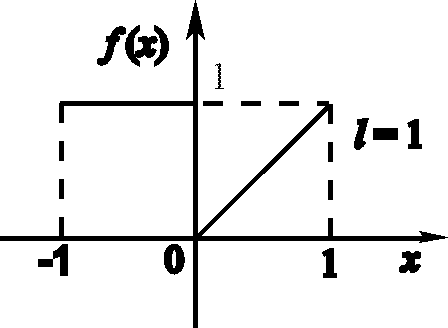 f(x)
1
l = 1
-1 0 1 x